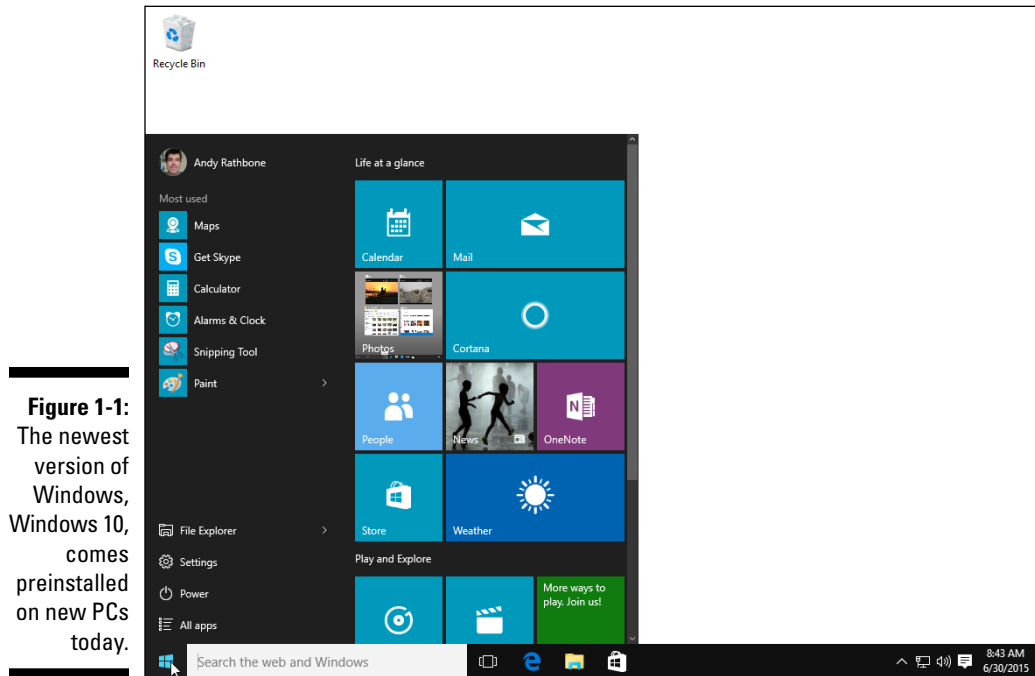 Recycle Bin
Andy Rathbone
Most used
Maps
Get Skype
Calculator
Alarms & Clock
Snipping Tool
Paint
File Explorer
Settings
Power
All apps
Life at a glance
Calendar
Mail
Photos
Cortana
People
News
OneNote
Store
Weather
Play and Explore
More ways to
play. Join us!
Search the web and Windows
8:43 AM
6/30/2015
Figure 1-1:
The newest
version of
Windows,
Windows 10,
comes
preinstalled
on new PCs
today.